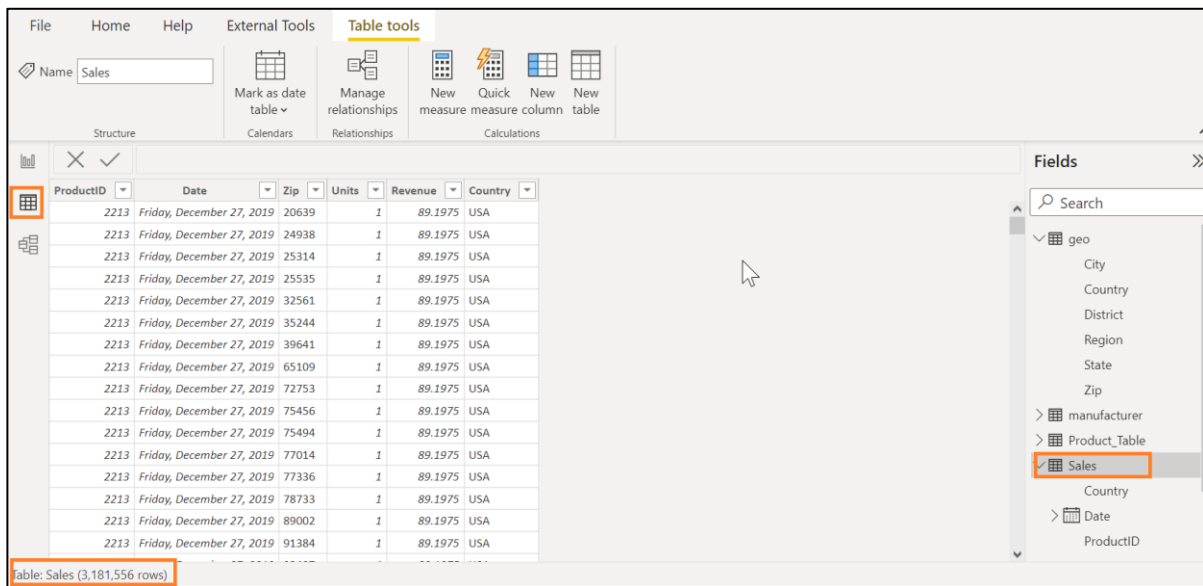 File Home Help External Tools Table tools
Name Sales
Mark as date table
Manage relationships
New measure
Quick measure
New column
New table
Structure Calendars Relationships Calculations
ProductID Date Zip Units Revenue Country
2213 Friday, December 27, 2019 20639 1 89.1975 USA
2213 Friday, December 27, 2019 24938 1 89.1975 USA
2213 Friday, December 27, 2019 25314 1 89.1975 USA
2213 Friday, December 27, 2019 25535 1 89.1975 USA
2213 Friday, December 27, 2019 32561 1 89.1975 USA
2213 Friday, December 27, 2019 35244 1 89.1975 USA
2213 Friday, December 27, 2019 39641 1 89.1975 USA
2213 Friday, December 27, 2019 65109 1 89.1975 USA
2213 Friday, December 27, 2019 72753 1 89.1975 USA
2213 Friday, December 27, 2019 75456 1 89.1975 USA
2213 Friday, December 27, 2019 75494 1 89.1975 USA
2213 Friday, December 27, 2019 77014 1 89.1975 USA
2213 Friday, December 27, 2019 77336 1 89.1975 USA
2213 Friday, December 27, 2019 78733 1 89.1975 USA
2213 Friday, December 27, 2019 89002 1 89.1975 USA
2213 Friday, December 27, 2019 91384 1 89.1975 USA
Table: Sales (3,181,556 rows)
Fields
Search
geo
City
Country
District
Region
State
Zip
manufacturer
Product_Table
Sales
Country
Date
ProductID